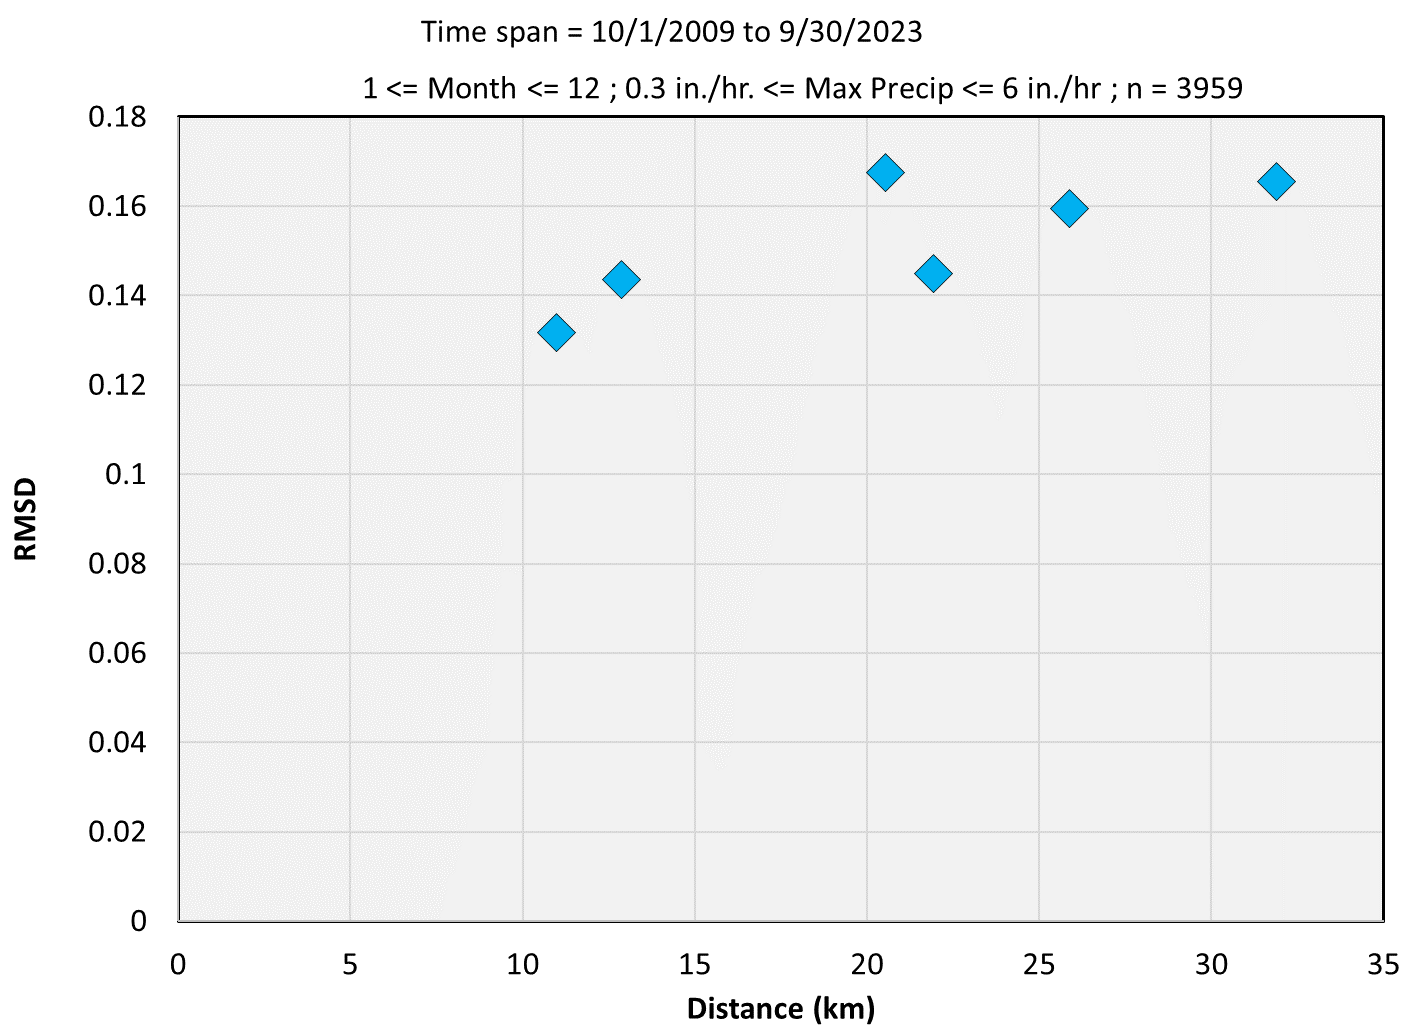 Time span = 10/1/2009 to 9/30/2023
1 <= Month <= 12 ; 0.3 in./hr. <= Max Precip <= 6 in./hr ; n = 3959
0.18
0.16
0.14
0.12
0.1
0.08
0.06
0.04
0.02
0
RMSD
0 5 10 15 20 25 30 35
Distance (km)